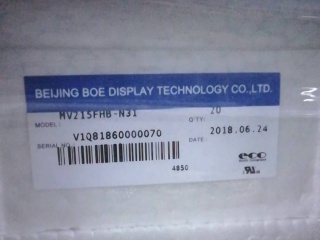 BEIJING BOE DISPLAY TECHNOLOGY CO.,LTD.
MODEL: MV215FHB-N31 Q'TY: 20
SERIAL NO. V1Q81860000070 DATE: 2018.06.24
4850
eco